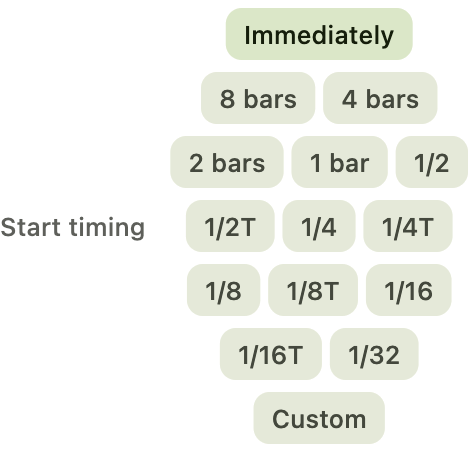 Immediately
8 bars 4 bars
2 bars 1 bar 1/2
Start timing 1/2T 1/4 1/4T
1/8 1/8T 1/16
1/16T 1/32
Custom